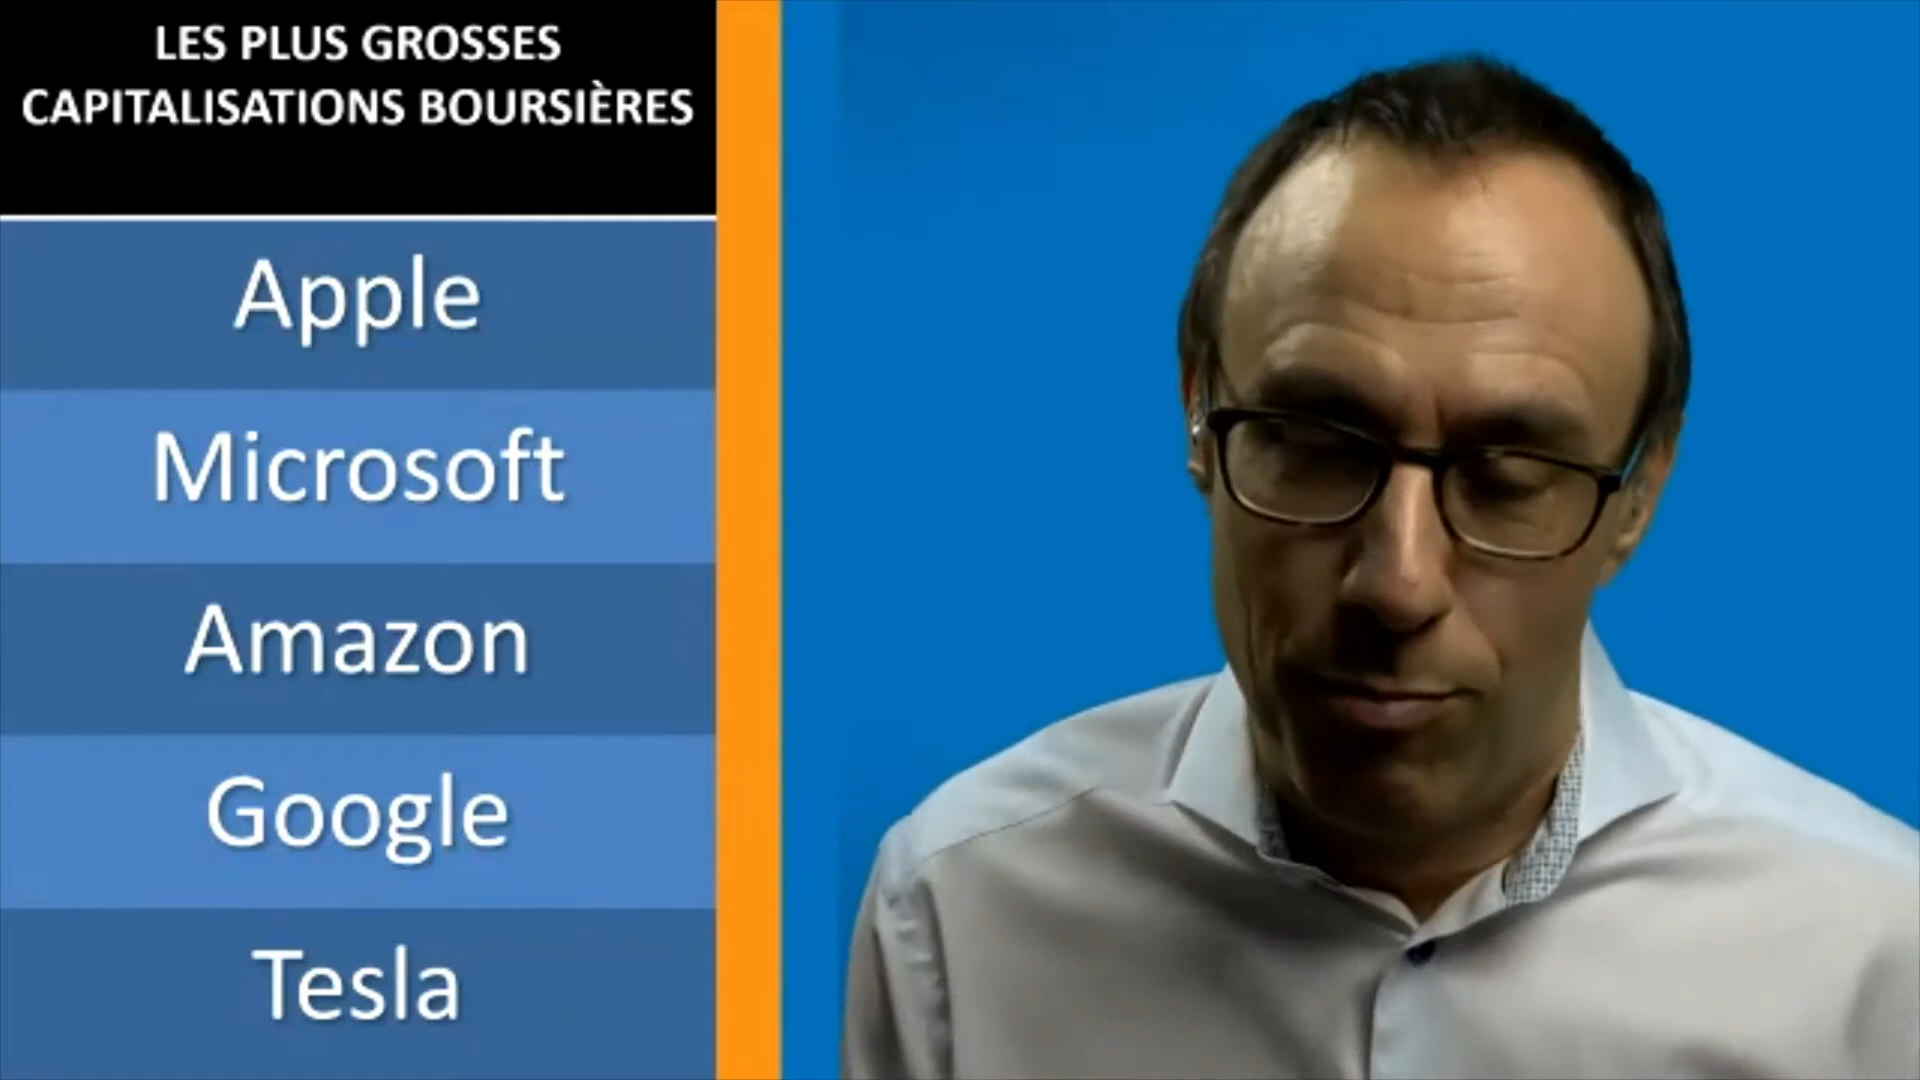 LES PLUS GROSSES
CAPITALISATIONS BOURSIÈRES
Apple
Microsoft
Amazon
Google
Tesla